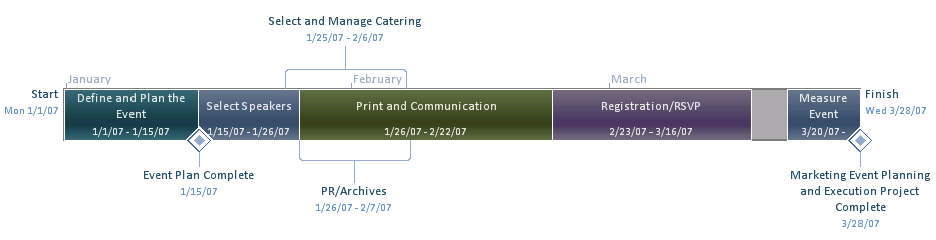 Select and Manage Catering
1/25/07 - 2/6/07
January
February
March
Start
Mon 1/1/07
Define and Plan the
Event
1/1/07 - 1/15/07
Select Speakers
1/15/07 - 1/26/07
Print and Communication
1/26/07 - 2/22/07
Registration/RSVP
2/23/07 - 3/16/07
Measure
Event
3/20/07 -
Finish
Wed 3/28/07
Event Plan Complete
1/15/07
PR/Archives
1/26/07 - 2/7/07
Marketing Event Planning
and Execution Project
Complete
3/28/07